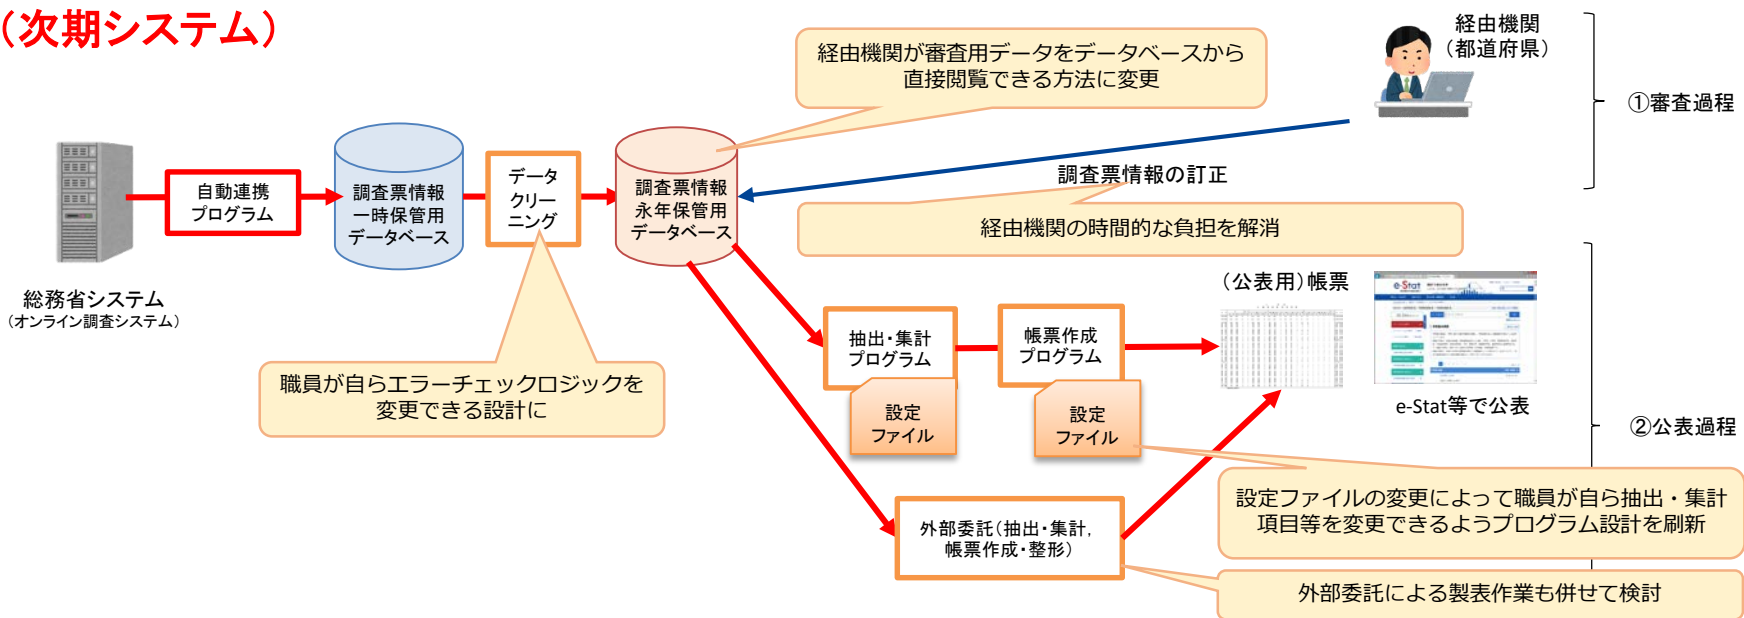 （次期システム）
経由機関が審査用データをデータベースから
直接閲覧できる方法に変更
経由機関
（都道府県）
①審査過程
自動連携
プログラム
調査票情報
一時保管用
データベース
データ
クリー
ニング
調査票情報
永年保管用
データベース
調査票情報の訂正
経由機関の時間的な負担を解消
総務省システム
（オンライン調査システム）
（公表用）帳票
e-Stat
抽出・集計
プログラム
帳票作成
プログラム
設定
ファイル
設定
ファイル
e-Stat等で公表
②公表過程
職員が自らエラーチェックロジックを
変更できる設計に
設定ファイルの変更によって職員が自ら抽出・集計
項目等を変更できるようプログラム設計を刷新
外部委託（抽出・集計，
帳票作成・整形）
外部委託による製表作業も併せて検討